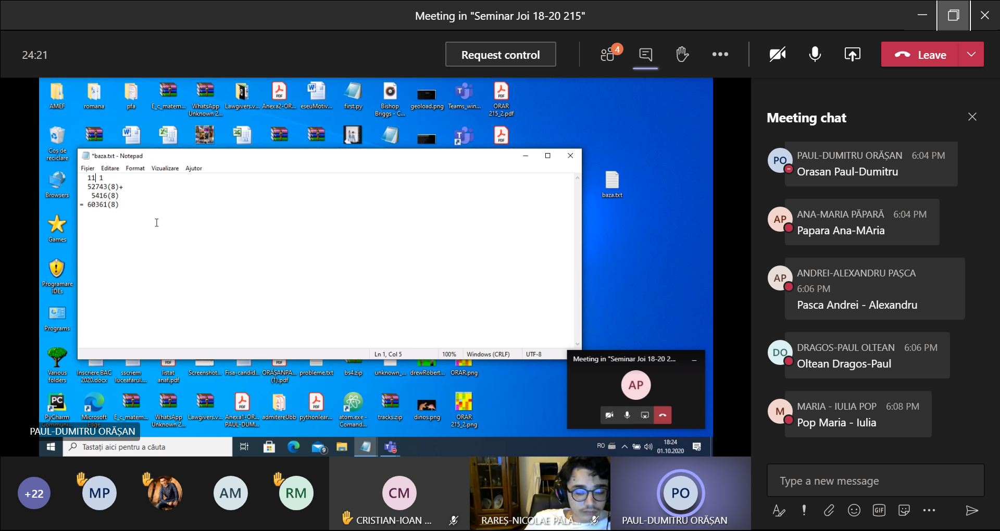 Meeting in "Seminar Joi 18-20 215"
24:21
Request control
4
Leave
AMEF
romana
pfa
E_c_matem...
WhatsApp
Unknown 2...
Lawgivers.v...
Anexa2-OR...
eseuMotiv...
first.py
Bishop
Briggs - C...
geoload.png
Teams_win...
ORAR
215_2.pdf
Coș de
reciclare
Browsers
Games
Programare
IDEs
Programs
*baza.txt - Notepad
Fișier Editare Format Vizualizare Ajutor
11 1
52743(8)+
5416(8)
= 60361(8)
Ln 1, Col 5
100%
Windows (CRLF)
UTF-8
baza.txt
Various
folders
Inscriere BAC
2020.docx
sscriem
luceafarul....
listat
anaf.pdf
Screenshot...
Fisa-candid...
ORĂȘANPA...
(1).pdf
probleme.txt
bs4.zip
unknown_...
drewRobert...
ORAR.png
PyCharm
Communi...
Microsoft
Edge
E_c_matem...
WhatsApp
Unknown 2...
Lawgivers.v...
Anexa1-OR...
PAUL-DUM...
admitereUbb
pythonlear...
atom.exe -
Comand...
tracks.zip
dinos.png
ORAR
215_2.png
Meeting in "Seminar Joi 18-20 2...
AP
PAUL-DUMITRU ORĂȘAN
Tastați aici pentru a căuta
9
RO
18:24
01.10.2020
+22
MP
AM
RM
CM
CRISTIAN-IOAN ...
RAREȘ-NICOLAE PALĂ...
PO
PAUL-DUMITRU ORĂȘAN
Meeting chat
PO
PAUL-DUMITRU ORĂȘAN 6:04 PM
Orasan Paul-Dumitru
AP
ANA-MARIA PĂPARĂ 6:04 PM
Papara Ana-MAria
AP
ANDREI-ALEXANDRU PAȘCA
6:06 PM
Pasca Andrei - Alexandru
DO
DRAGOS-PAUL OLTEAN 6:06 PM
Oltean Dragos-Paul
M
MARIA - IULIA POP 6:08 PM
Pop Maria - Iulia
Type a new message
GIF